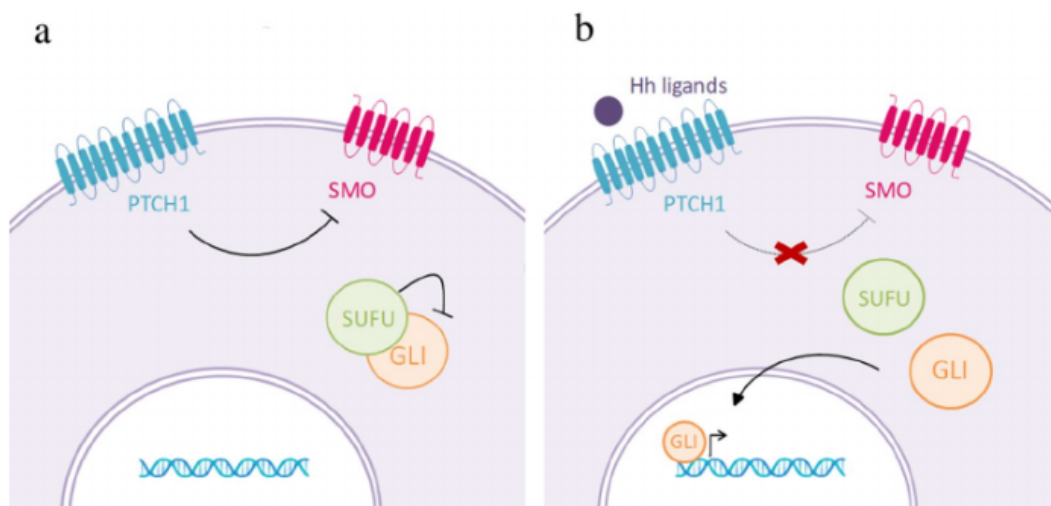 a
PTCH1
SMO
SUFU
GLI
b
Hh ligands
PTCH1
SMO
SUFU
GLI
GLI